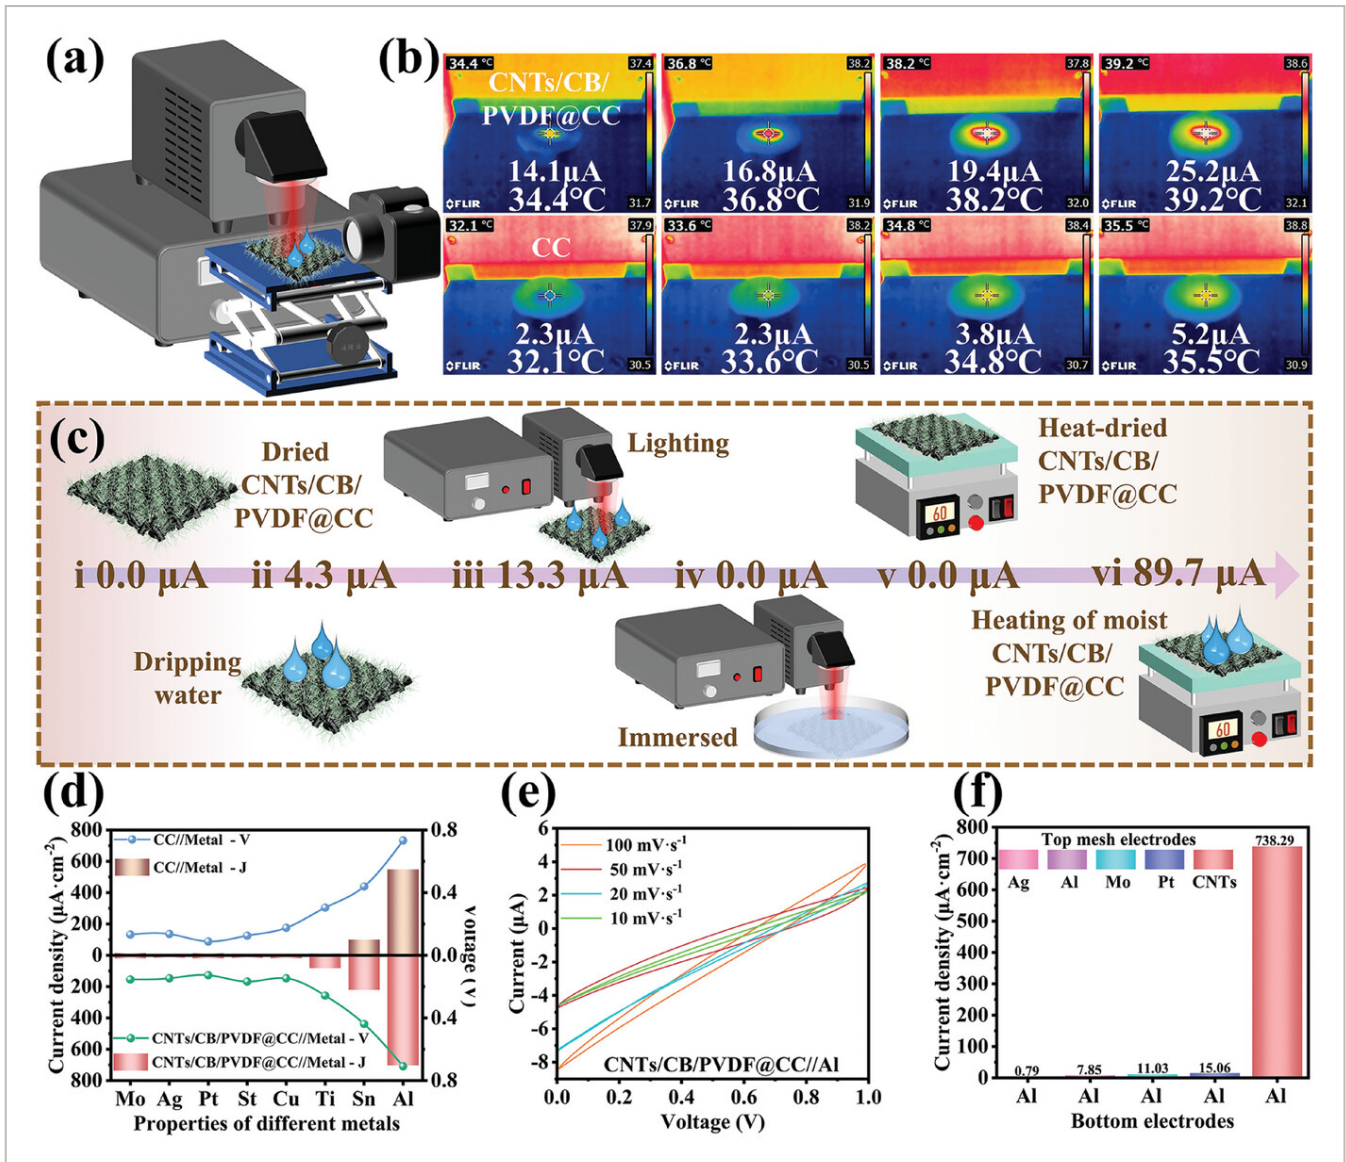 (a)
(b)
34.4 °C
37.4
CNTs/CB/
PVDF@CC
14.1μA
34.4°C
FLIR
31.7
36.8 °C
38.2
16.8μA
36.8°C
FLIR
31.9
38.2 °C
37.8
19.4μA
38.2°C
FLIR
32.0
39.2 °C
38.6
25.2μA
39.2°C
FLIR
32.1
32.1 °C
37.9
CC
2.3μA
32.1°C
FLIR
30.5
33.6 °C
38.2
2.3μA
33.6°C
FLIR
30.5
34.8 °C
38.4
3.8μA
34.8°C
FLIR
30.7
35.5 °C
38.8
5.2μA
35.5°C
FLIR
30.9
(c)
Dried
CNTs/CB/
PVDF@CC
Lighting
Heat-dried
CNTs/CB/
PVDF@CC
60
i 0.0 μA
ii 4.3 μA
iii 13.3 μA
iv 0.0 μA
v 0.0 μA
vi 89.7 μA
Dripping
water
Immersed
Heating of moist
CNTs/CB/
PVDF@CC
60
(d)
Current density (μA·cm-2)
800
600
400
200
0
200
400
600
800
CC//Metal - V
CC//Metal - J
CNTs/CB/PVDF@CC//Metal - V
CNTs/CB/PVDF@CC//Metal - J
0.8
0.4
0.0
0.4
0.8
Voltage (V)
Mo Ag Pt St Cu Ti Sn Al
Properties of different metals
(e)
Current (μA)
6
4
2
0
-2
-4
-6
-8
100 mV·s-1
50 mV·s-1
20 mV·s-1
10 mV·s-1
CNTs/CB/PVDF@CC//Al
0.0 0.2 0.4 0.6 0.8 1.0
Voltage (V)
(f)
Current density (μA·cm-2)
800
700
600
500
400
300
200
100
0
Top mesh electrodes
Ag Al Mo Pt CNTs
738.29
0.79
7.85
11.03
15.06
Al Al Al Al Al
Bottom electrodes